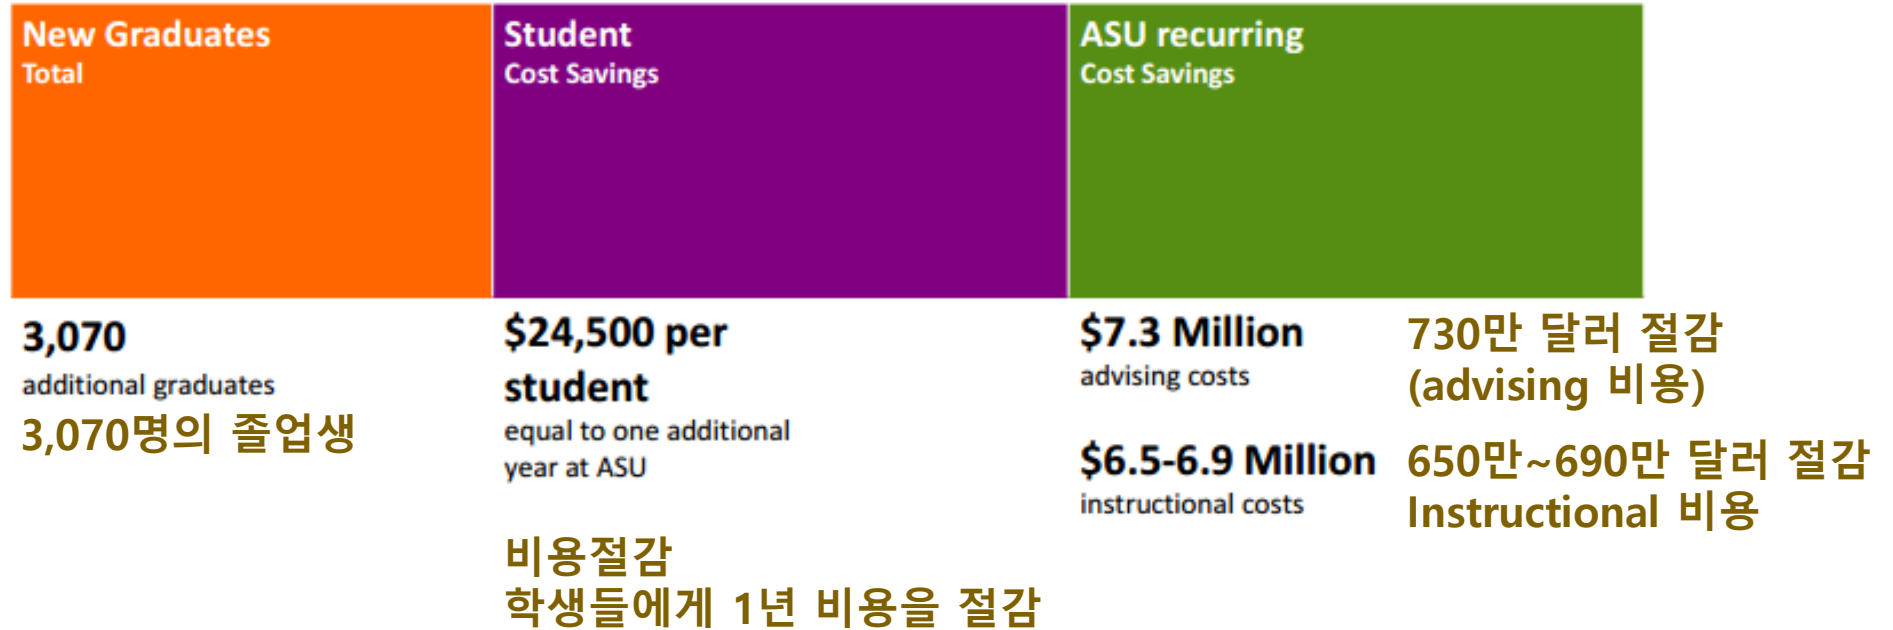 New Graduates
Total
3,070
additional graduates
3,070명의 졸업생
Student
Cost Savings
$24,500 per
student
equal to one additional
year at ASU
비용절감
학생들에게 1년 비용을 절감
ASU recurring
Cost Savings
$7.3 Million
advising costs
730만 달러 절감
(advising 비용)
$6.5-6.9 Million
instructional costs
650만~690만 달러 절감
Instructional 비용